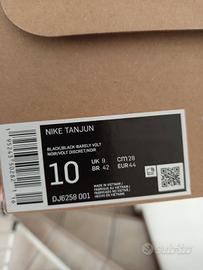 NIKE TANJUN
BLACK/BLACK-BARELY VOLT
NOIR/VOLT DISCRET/NOIR
10
UK 9
CM 28
BR 42
EUR 44
DJ6258 001
MADE IN VIETNAM
subito